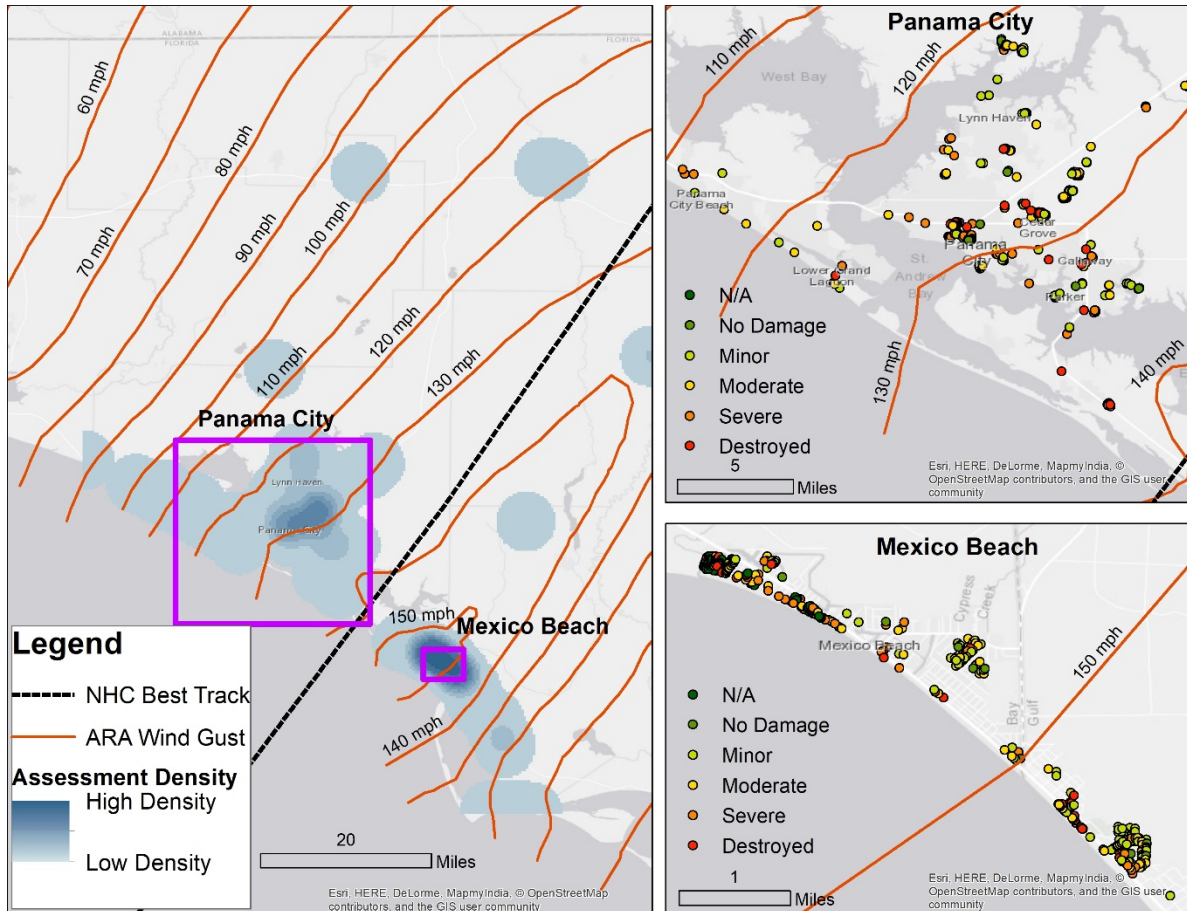 ALABAMA
FLORIDA
FLORIDA
60 mph
70 mph
80 mph
90 mph
100 mph
110 mph
120 mph
130 mph
Panama City
Lynn Haven
Panama City
150 mph
Mexico Beach
140 mph
Legend
NHC Best Track
ARA Wind Gust
Assessment Density
High Density
Low Density
20
Miles
Esri, HERE, DeLorme, MapmyIndia, © OpenStreetMap
contributors, and the GIS user community
Panama City
110 mph
120 mph
West Bay
Lynn Haven
Panama
City Beach
Cedar
Grove
Panama
City
Callaway
St.
Andrew
Bay
Lower Grand
Lagoon
Parker
130 mph
140 mph
N/A
No Damage
Minor
Moderate
Severe
Destroyed
5
Miles
Esri, HERE, DeLorme, MapmyIndia, ©
OpenStreetMap contributors, and the GIS user
community
Mexico Beach
Cypress
Creek
Mexico Beach
150 mph
Bay
Gulf
N/A
No Damage
Minor
Moderate
Severe
Destroyed
1
Miles
Esri, HERE, DeLorme, MapmyIndia, ©
OpenStreetMap contributors, and the GIS user
community